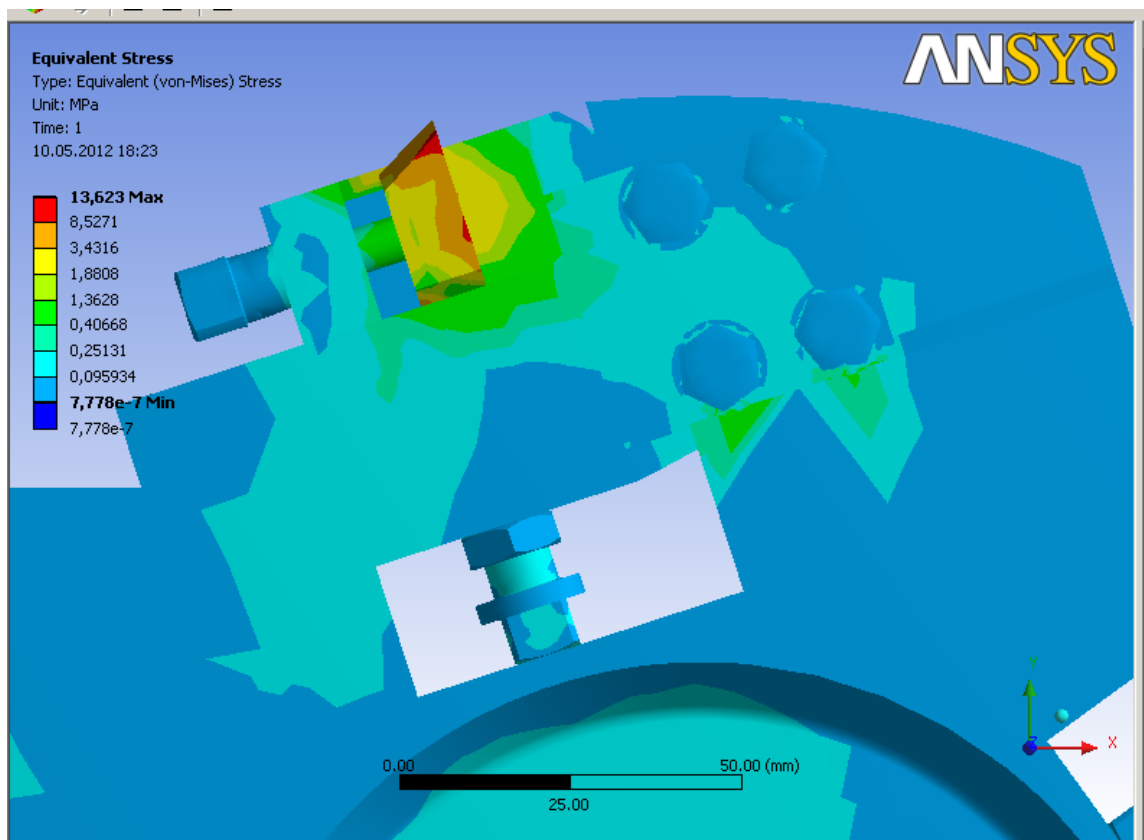 Equivalent Stress
Type: Equivalent (von-Mises) Stress
Unit: MPa
Time: 1
10.05.2012 18:23
ANSYS
13,623 Max
8,5271
3,4316
1,8808
1,3628
0,40668
0,25131
0,095934
7,778e-7 Min
7,778e-7
Y
Z
X
0.00
50.00 (mm)
25.00